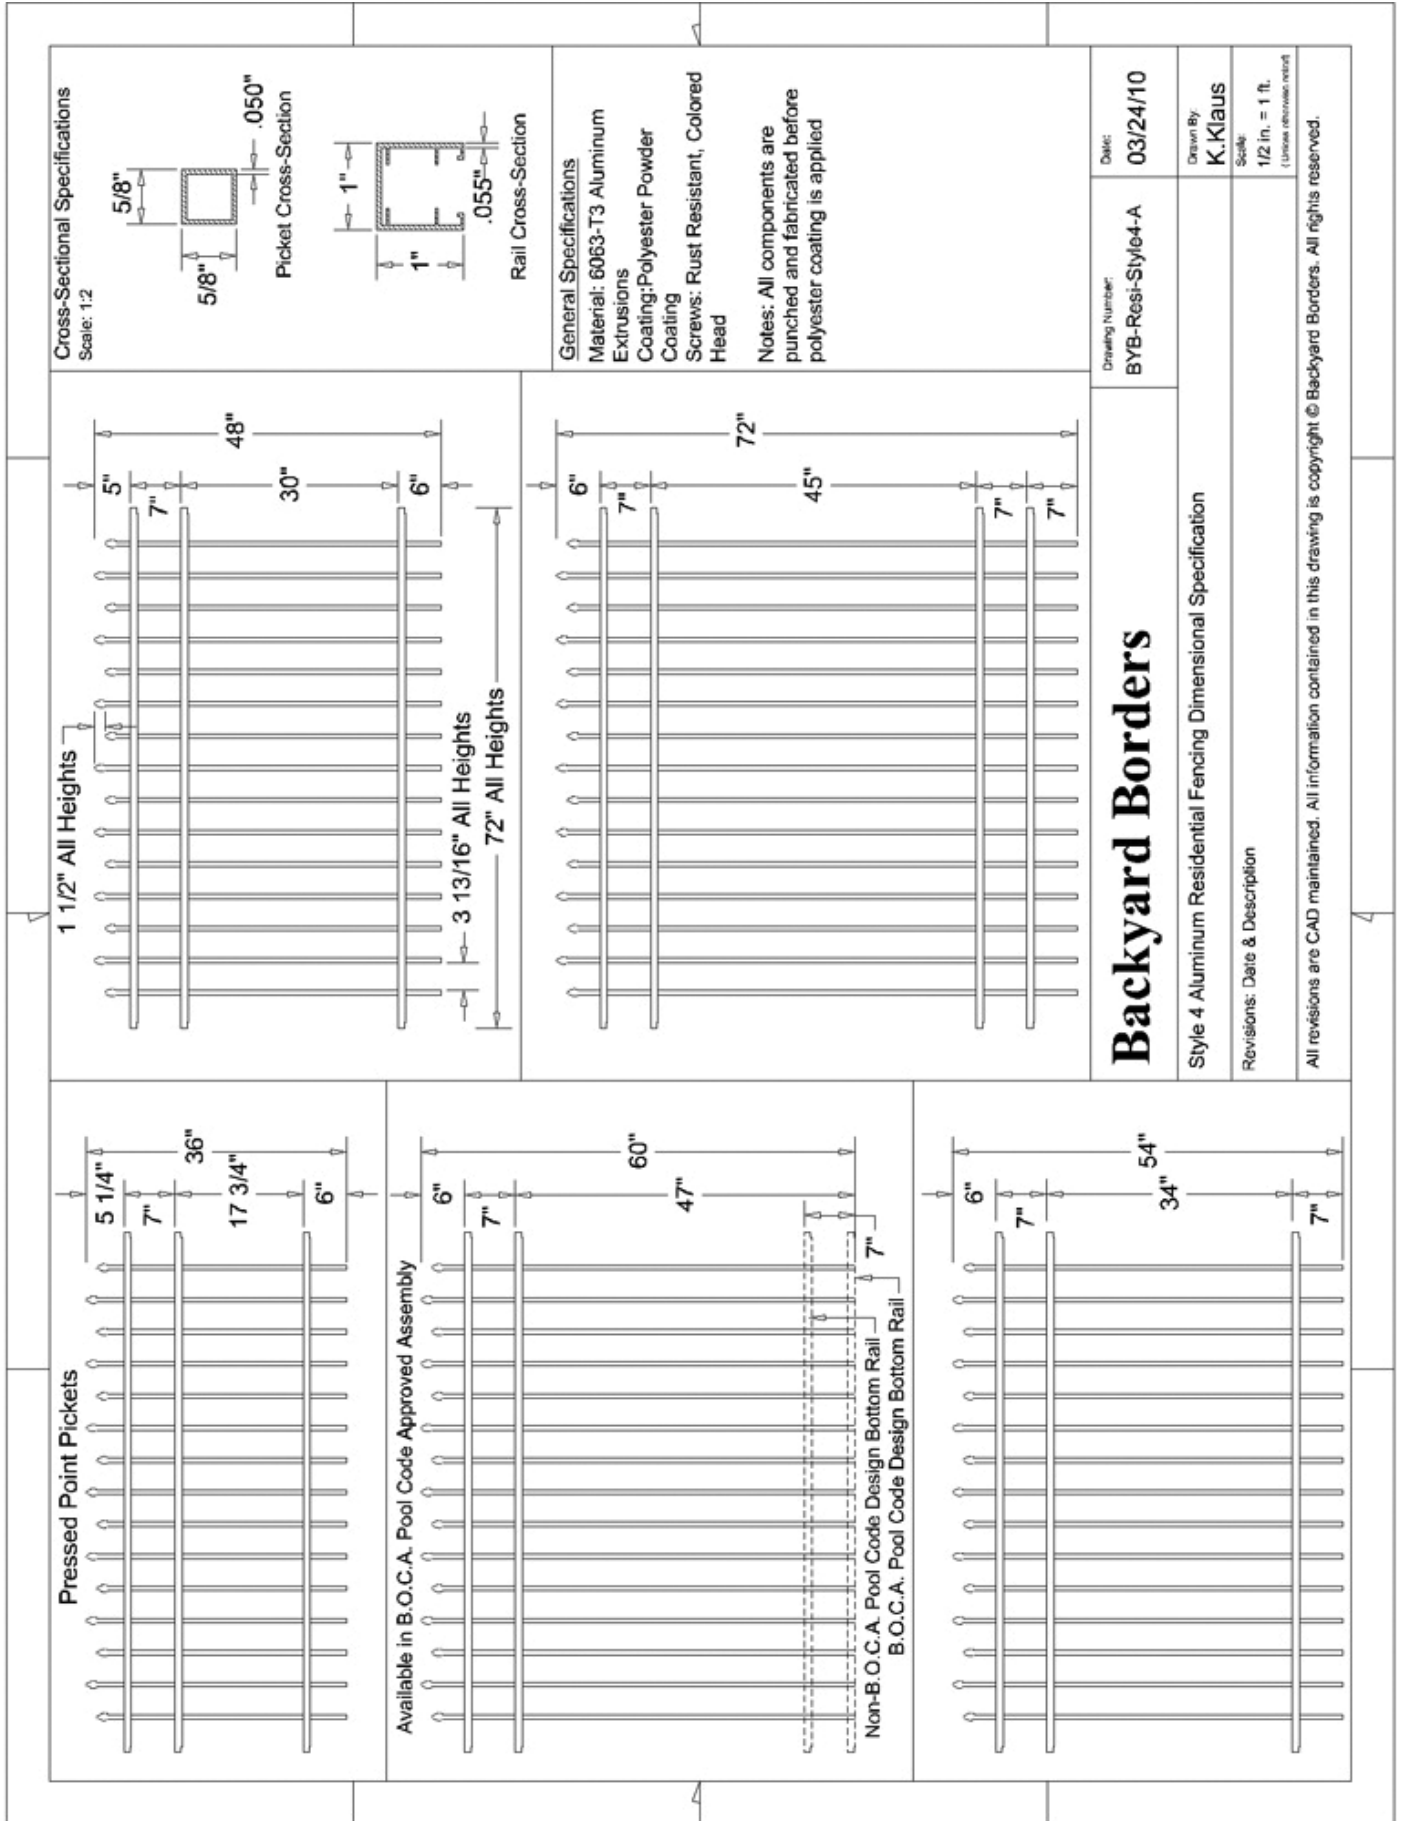 Pressed Point Pickets
5 1/4"
7"
17 3/4"
6"
36"
Available in B.O.C.A. Pool Code Approved Assembly
6"
7"
47"
60"
7"
Non-B.O.C.A. Pool Code Design Bottom Rail
B.O.C.A. Pool Code Design Bottom Rail
6"
7"
34"
7"
54"
1 1/2" All Heights
5"
7"
30"
6"
48"
3 13/16" All Heights
72" All Heights
6"
7"
45"
7"
7"
72"
Cross-Sectional Specifications
Scale: 1:2
5/8"
5/8"
.050"
Picket Cross-Section
1"
1"
.055"
Rail Cross-Section
General Specifications
Material: 6063-T3 Aluminum
Extrusions
Coating:Polyester Powder
Coating
Screws: Rust Resistant, Colored
Head
Notes: All components are
punched and fabricated before
polyester coating is applied
Backyard Borders
Drawing Number:
BYB-Resi-Style4-A
Date:
03/24/10
Style 4 Aluminum Residential Fencing Dimensional Specification
Drawn By:
K.Klaus
Revisions: Date & Description
Scale:
1/2 in. = 1 ft.
(Unless otherwise noted)
All revisions are CAD maintained. All information contained in this drawing is copyright © Backyard Borders. All rights reserved.